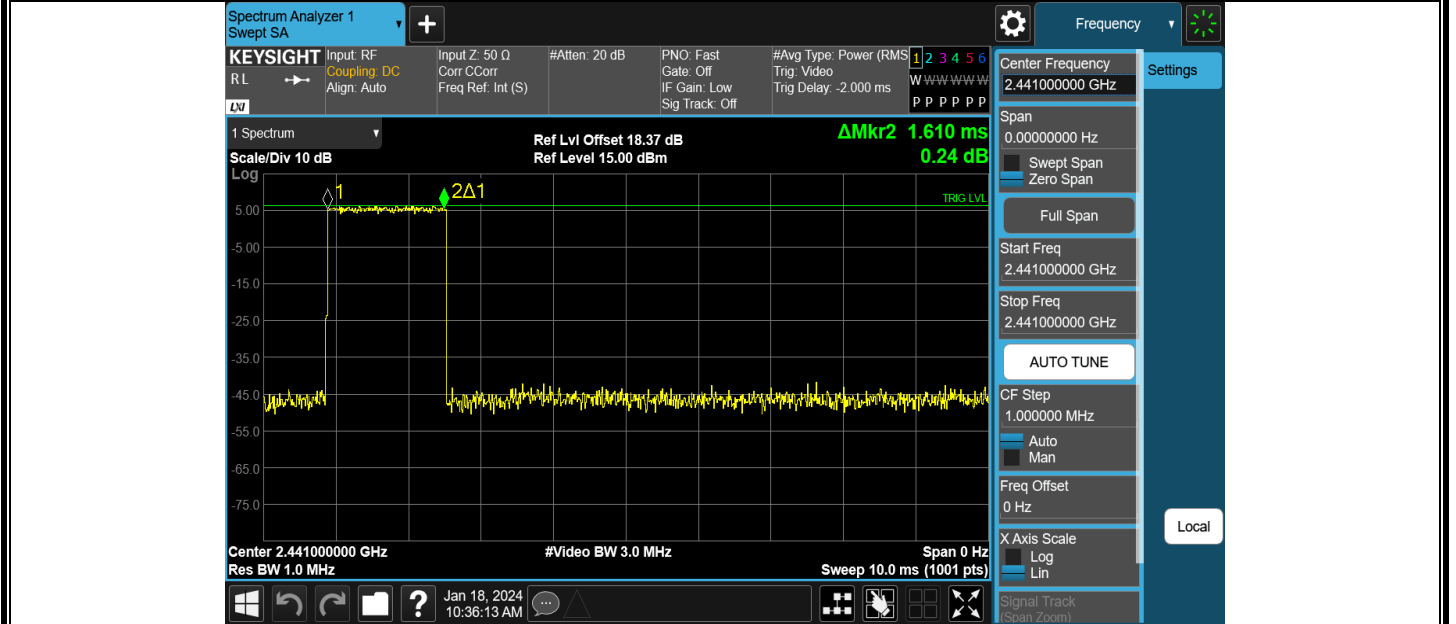 Spectrum Analyzer 1
Swept SA
+
Frequency
KEYSIGHT
R L
LXI
Input: RF
Coupling: DC
Align: Auto
Input Z: 50 Ω
Corr CCorr
Freq Ref: Int (S)
#Atten: 20 dB
PNO: Fast
Gate: Off
IF Gain: Low
Sig Track: Off
#Avg Type: Power (RMS
Trig: Video
Trig Delay: -2.000 ms
1 2 3 4 5 6
W W W W W W
P P P P P P
1 Spectrum
Scale/Div 10 dB
Log
Ref Lvl Offset 18.37 dB
Ref Level 15.00 dBm
ΔMkr2 1.610 ms
0.24 dB
1
2Δ1
TRIG LVL
5.00
-5.00
-15.0
-25.0
-35.0
-45.0
-55.0
-65.0
-75.0
Center 2.441000000 GHz
#Video BW 3.0 MHz
Span 0 Hz
Res BW 1.0 MHz
Sweep 10.0 ms (1001 pts)
Center Frequency
2.441000000 GHz
Settings
Span
0.00000000 Hz
Swept Span
Zero Span
Full Span
Start Freq
2.441000000 GHz
Stop Freq
2.441000000 GHz
AUTO TUNE
CF Step
1.000000 MHz
Auto
Man
Freq Offset
0 Hz
X Axis Scale
Log
Lin
Signal Track
(Span Zoom)
Local
?
Jan 18, 2024
10:36:13 AM